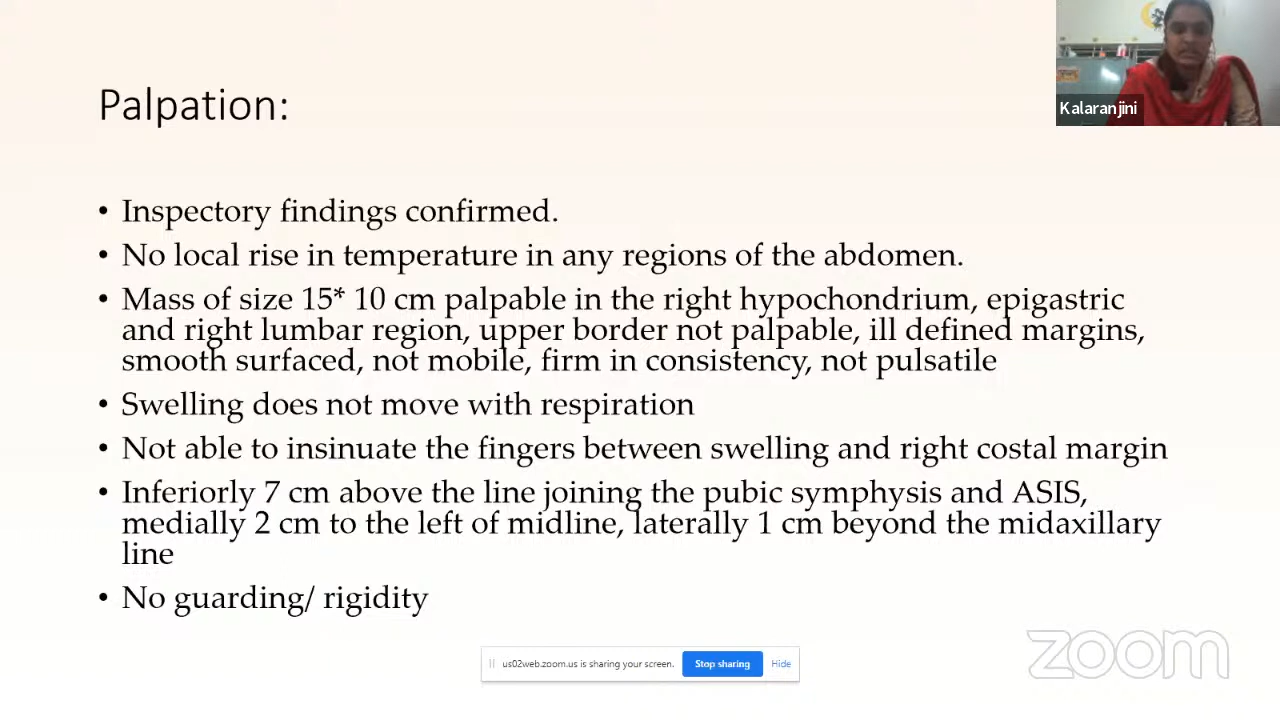 Kalaranjini
Palpation:
• Inspectory findings confirmed.
• No local rise in temperature in any regions of the abdomen.
• Mass of size 15* 10 cm palpable in the right hypochondrium, epigastric
and right lumbar region, upper border not palpable, ill defined margins,
smooth surfaced, not mobile, firm in consistency, not pulsatile
• Swelling does not move with respiration
• Not able to insinuate the fingers between swelling and right costal margin
• Inferiorly 7 cm above the line joining the pubic symphysis and ASIS,
medially 2 cm to the left of midline, laterally 1 cm beyond the midaxillary
line
• No guarding/ rigidity
us02web.zoom.us is sharing your screen. Stop sharing Hide
zoom